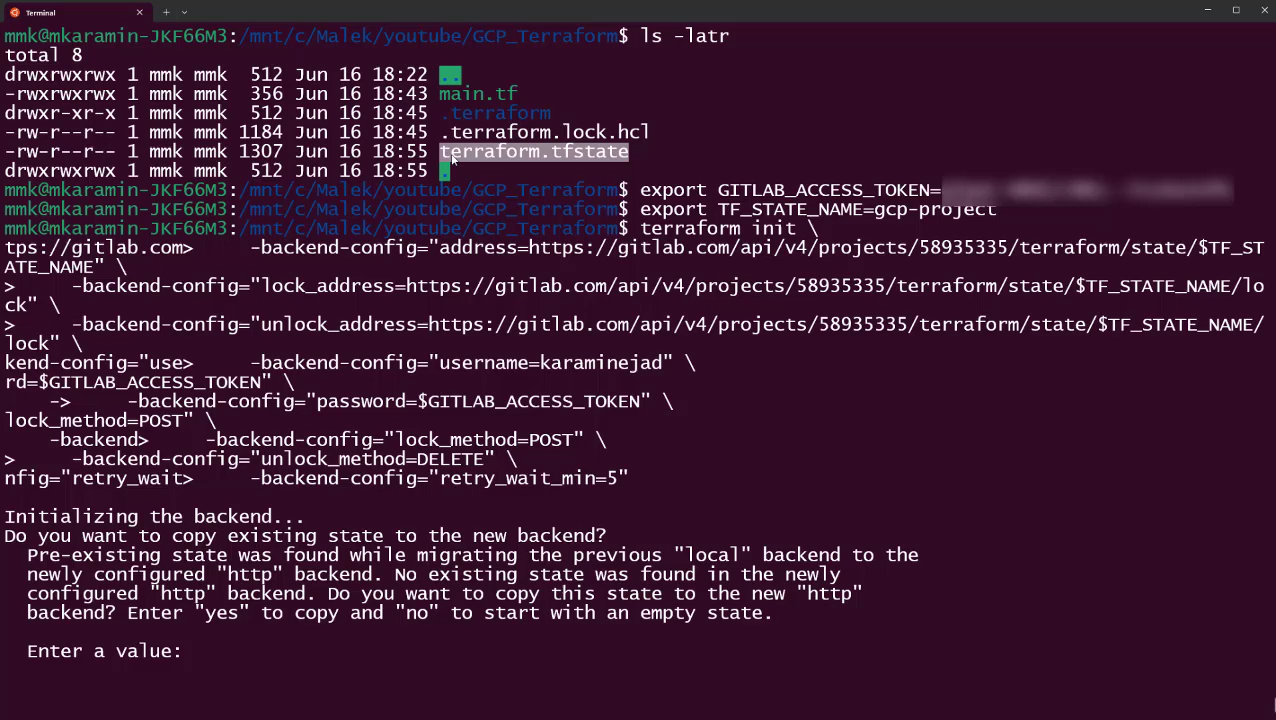 Terminal
mmk@mkaramin-JKF66M3:/mnt/c/Malek/youtube/GCP_Terraform$ ls -latr
total 8
drwxrwxrwx 1 mmk mmk  512 Jun 16 18:22 ..
-rwxrwxrwx 1 mmk mmk  356 Jun 16 18:43 main.tf
drwxr-xr-x 1 mmk mmk  512 Jun 16 18:45 .terraform
-rw-r--r-- 1 mmk mmk 1184 Jun 16 18:45 .terraform.lock.hcl
-rw-r--r-- 1 mmk mmk 1307 Jun 16 18:55 terraform.tfstate
drwxrwxrwx 1 mmk mmk  512 Jun 16 18:55 .
mmk@mkaramin-JKF66M3:/mnt/c/Malek/youtube/GCP_Terraform$ export GITLAB_ACCESS_TOKEN=
mmk@mkaramin-JKF66M3:/mnt/c/Malek/youtube/GCP_Terraform$ export TF_STATE_NAME=gcp-project
mmk@mkaramin-JKF66M3:/mnt/c/Malek/youtube/GCP_Terraform$ terraform init \
tps://gitlab.com>     -backend-config="address=https://gitlab.com/api/v4/projects/58935335/terraform/state/$TF_ST
ATE_NAME" \
>     -backend-config="lock_address=https://gitlab.com/api/v4/projects/58935335/terraform/state/$TF_STATE_NAME/lo
ck" \
>     -backend-config="unlock_address=https://gitlab.com/api/v4/projects/58935335/terraform/state/$TF_STATE_NAME/
lock" \
kend-config="use>     -backend-config="username=karaminejad" \
rd=$GITLAB_ACCESS_TOKEN" \
    ->     -backend-config="password=$GITLAB_ACCESS_TOKEN" \
lock_method=POST" \
    -backend>     -backend-config="lock_method=POST" \
>     -backend-config="unlock_method=DELETE" \
nfig="retry_wait>     -backend-config="retry_wait_min=5"
Initializing the backend...
Do you want to copy existing state to the new backend?
  Pre-existing state was found while migrating the previous "local" backend to the
  newly configured "http" backend. No existing state was found in the newly
  configured "http" backend. Do you want to copy this state to the new "http"
  backend? Enter "yes" to copy and "no" to start with an empty state.
  Enter a value: